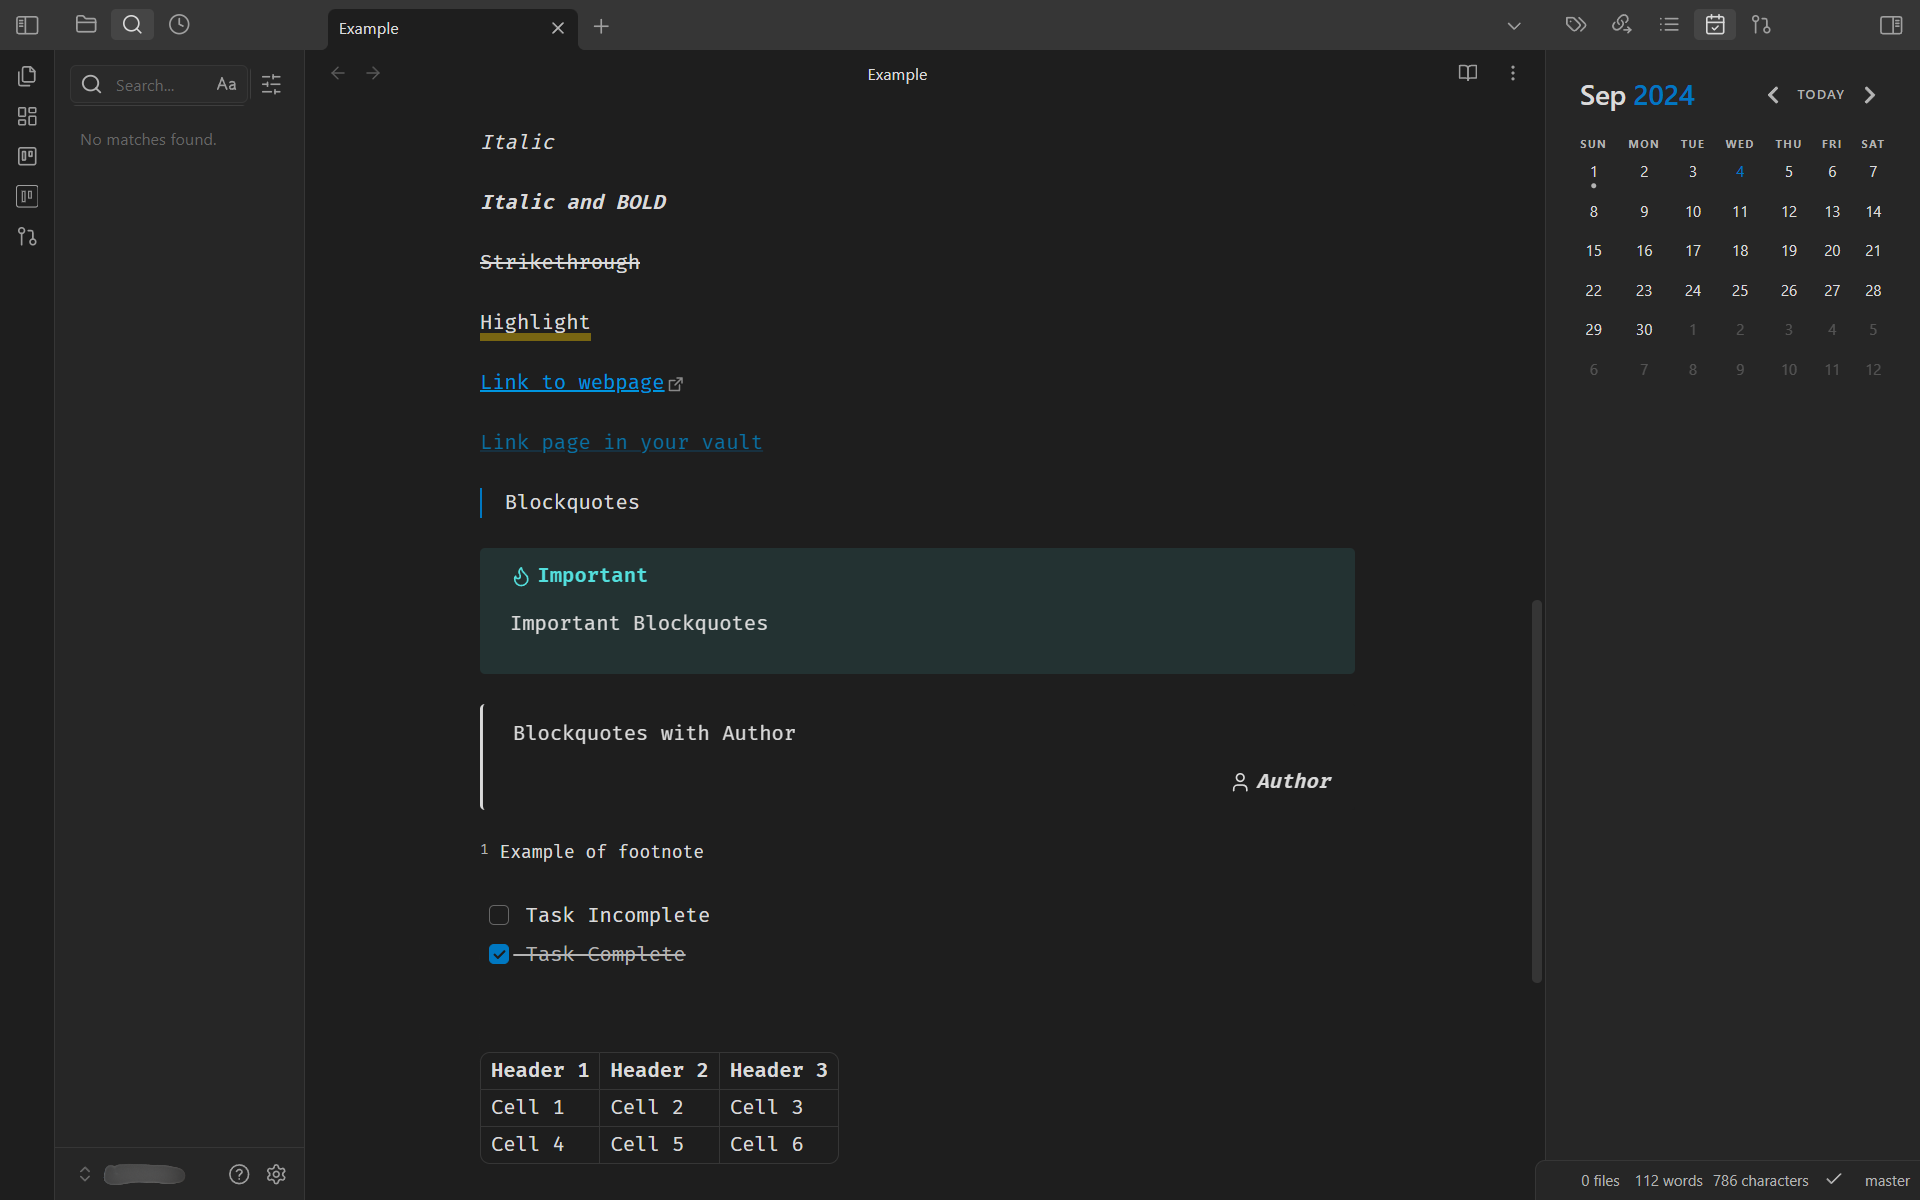 Example
Search...
Aa
No matches found.
Example
Italic
Italic and BOLD
Strikethrough
Highlight
Link to webpage
Link page in your vault
Blockquotes
Important
Important Blockquotes
Blockquotes with Author
Author
1 Example of footnote
Task Incomplete
Task Complete
Header 1 Header 2 Header 3
Cell 1 Cell 2 Cell 3
Cell 4 Cell 5 Cell 6
Sep 2024 TODAY
SUN MON TUE WED THU FRI SAT
1 2 3 4 5 6 7
8 9 10 11 12 13 14
15 16 17 18 19 20 21
22 23 24 25 26 27 28
29 30 1 2 3 4 5
6 7 8 9 10 11 12
0 files 112 words 786 characters master